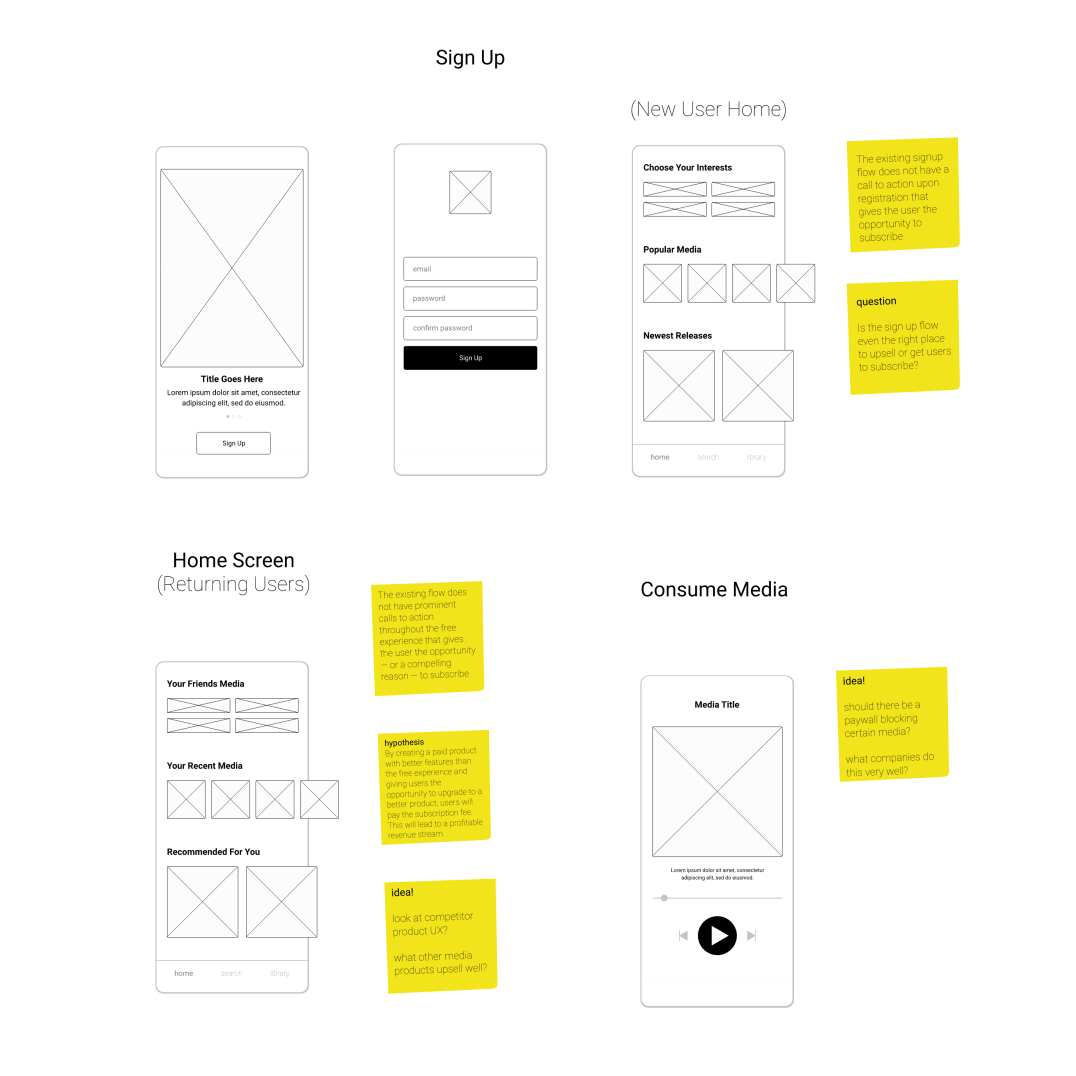 Sign Up
(New User Home)
Title Goes Here
Lorem ipsum dolor sit amet, consectetur
adipiscing elit, sed do eiusmod.
Sign Up
email
password
confirm password
Sign Up
Choose Your Interests
Popular Media
Newest Releases
home
search
library
The existing signup
flow does not have a
call to action upon
registration that
gives the user the
opportunity to
subscribe
question
Is the sign up flow
even the right place
to upsell or get users
to subscribe?
Home Screen
(Returning Users)
Your Friends Media
Your Recent Media
Recommended For You
home
search
library
The existing flow does
not have prominent
calls to action
throughout the free
experience that gives
the user the opportunity
— or a compelling
reason — to subscribe
hypothesis
By creating a paid product
with better features than
the free experience and
giving users the
opportunity to upgrade to a
better product, users will
pay the subscription fee.
This will lead to a profitable
revenue stream.
idea!
look at competitor
product UX?
what other media
products upsell well?
Consume Media
Media Title
Lorem ipsum dolor sit amet, consectetur
adipiscing elit, sed do eiusmod.
idea!
should there be a
paywall blocking
certain media?
what companies do
this very well?